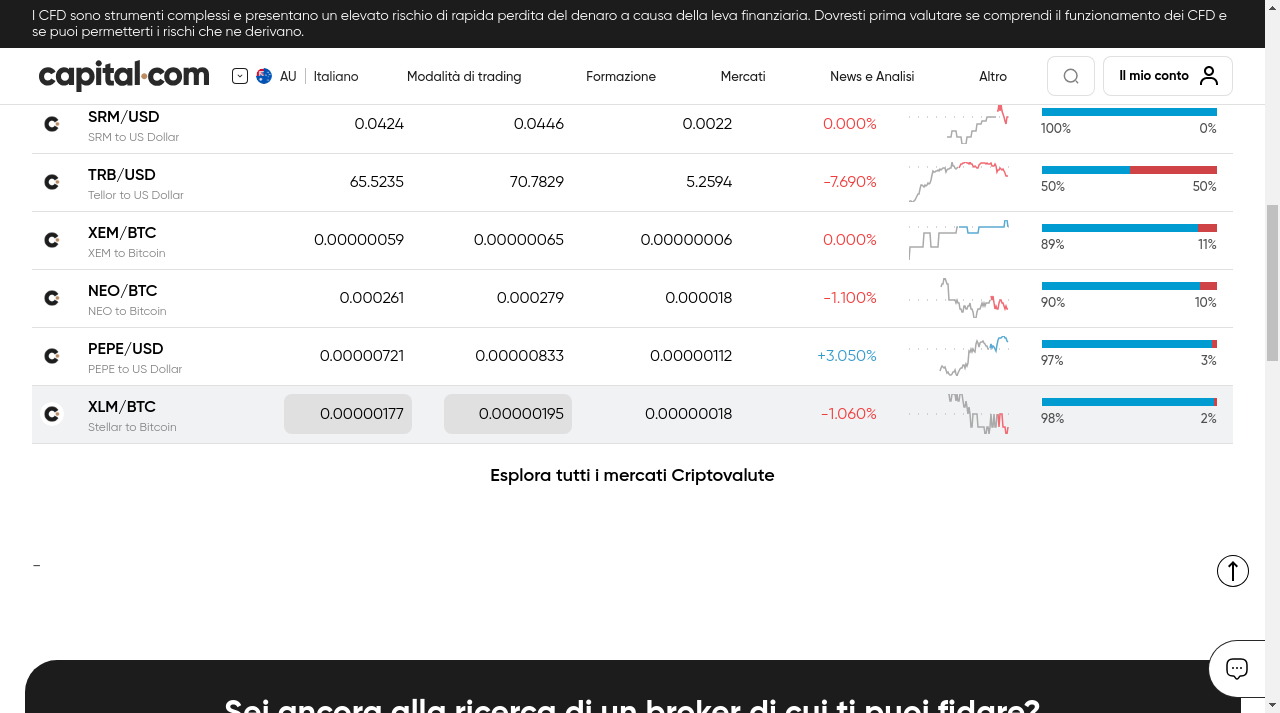 I CFD sono strumenti complessi e presentano un elevato rischio di rapida perdita del denaro a causa della leva finanziaria. Dovresti prima valutare se comprendi il funzionamento dei CFD e
se puoi permetterti i rischi che ne derivano.
capital.com AU Italiano Modalità di trading Formazione Mercati News e Analisi Altro Il mio conto
SRM/USD 0.0424 0.0446 0.0022 0.000%
SRM to US Dollar 100% 0%
TRB/USD 65.5235 70.7829 5.2594 -7.690%
Tellor to US Dollar 50% 50%
XEM/BTC 0.00000059 0.00000065 0.00000006 0.000%
XEM to Bitcoin 89% 11%
NEO/BTC 0.000261 0.000279 0.000018 -1.100%
NEO to Bitcoin 90% 10%
PEPE/USD 0.00000721 0.00000833 0.00000112 +3.050%
PEPE to US Dollar 97% 3%
XLM/BTC 0.00000177 0.00000195 0.00000018 -1.060%
Stellar to Bitcoin 98% 2%
Esplora tutti i mercati Criptovalute
–
Sei ancora alla ricerca di un broker di cui ti puoi fidare?